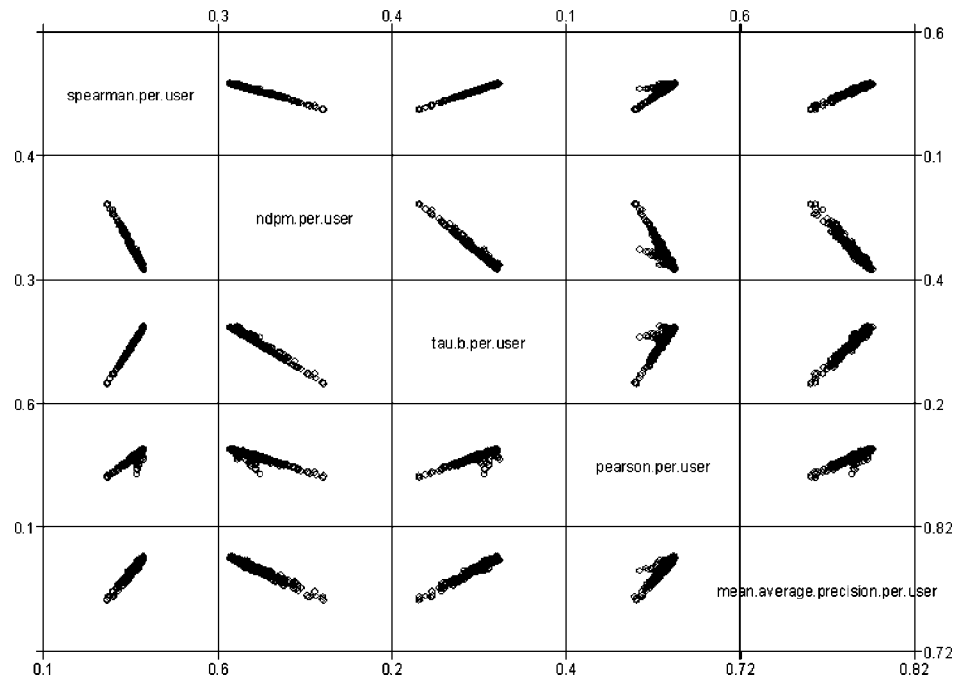 0.3 0.4 0.1 0.6
0.6
spearman.per.user
0.4 0.1
ndpm.per.user
0.3 0.4
tau.b.per.user
0.6 0.2
pearson.per.user
0.1 0.82
mean.average.precision.per.user
0.72
0.1 0.6 0.2 0.4 0.72 0.82